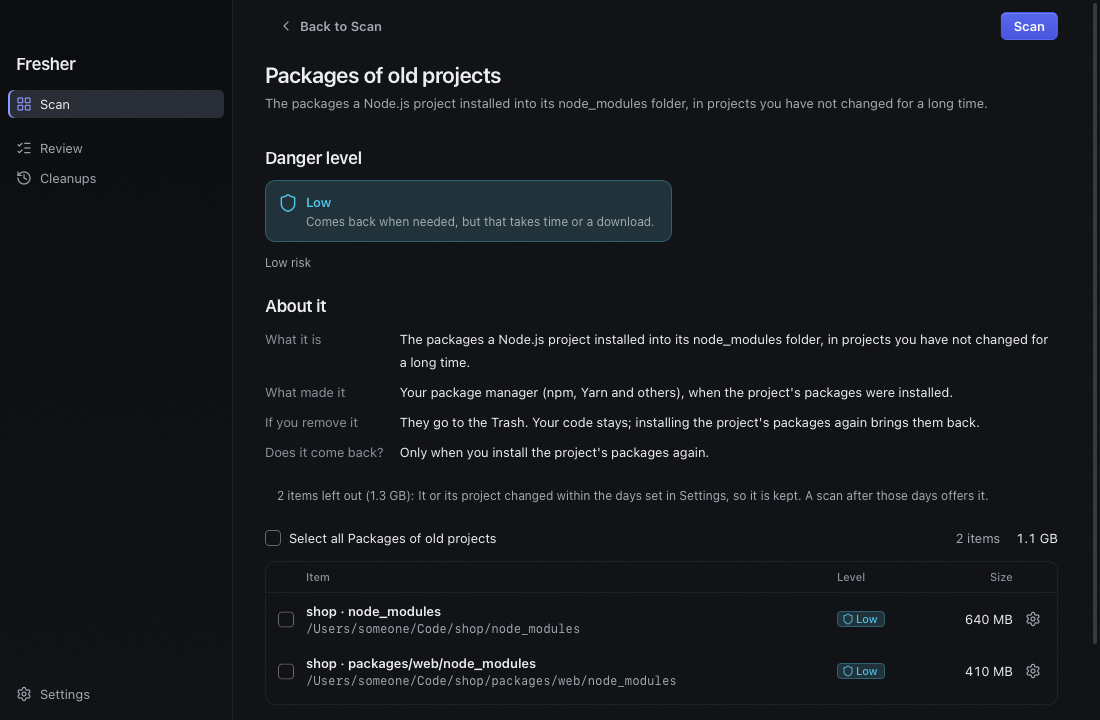 Back to Scan
Scan
Fresher
Scan
Review
Cleanups
Settings
Packages of old projects
The packages a Node.js project installed into its node_modules folder, in projects you have not changed for a long time.
Danger level
Low
Comes back when needed, but that takes time or a download.
Low risk
About it
What it is
The packages a Node.js project installed into its node_modules folder, in projects you have not changed for
a long time.
What made it
Your package manager (npm, Yarn and others), when the project's packages were installed.
If you remove it
They go to the Trash. Your code stays; installing the project's packages again brings them back.
Does it come back?
Only when you install the project's packages again.
2 items left out (1.3 GB): It or its project changed within the days set in Settings, so it is kept. A scan after those days offers it.
Select all Packages of old projects
2 items 1.1 GB
Item Level Size
shop · node_modules
/Users/someone/Code/shop/node_modules
Low
640 MB
shop · packages/web/node_modules
/Users/someone/Code/shop/packages/web/node_modules
Low
410 MB